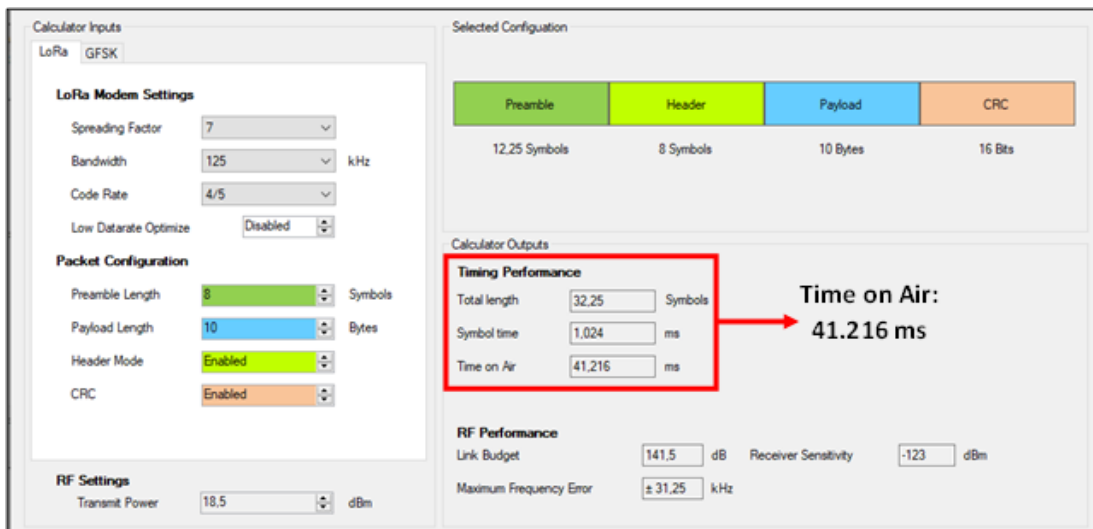 Calculator Inputs
LoRa GFSK
LoRa Modem Settings
Spreading Factor 7
Bandwidth 125 kHz
Code Rate 4/5
Low Datarate Optimize Disabled
Packet Configuration
Preamble Length 8 Symbols
Payload Length 10 Bytes
Header Mode Enabled
CRC Enabled
RF Settings
Transmit Power 18,5 dBm
Selected Configuation
Preamble Header Payload CRC
12,25 Symbols 8 Symbols 10 Bytes 16 Bits
Calculator Outputs
Timing Performance
Total length 32,25 Symbols
Symbol time 1,024 ms
Time on Air 41,216 ms
Time on Air:
41.216 ms
RF Performance
Link Budget 141,5 dB Receiver Sensitivity -123 dBm
Maximum Frequency Error ± 31,25 kHz